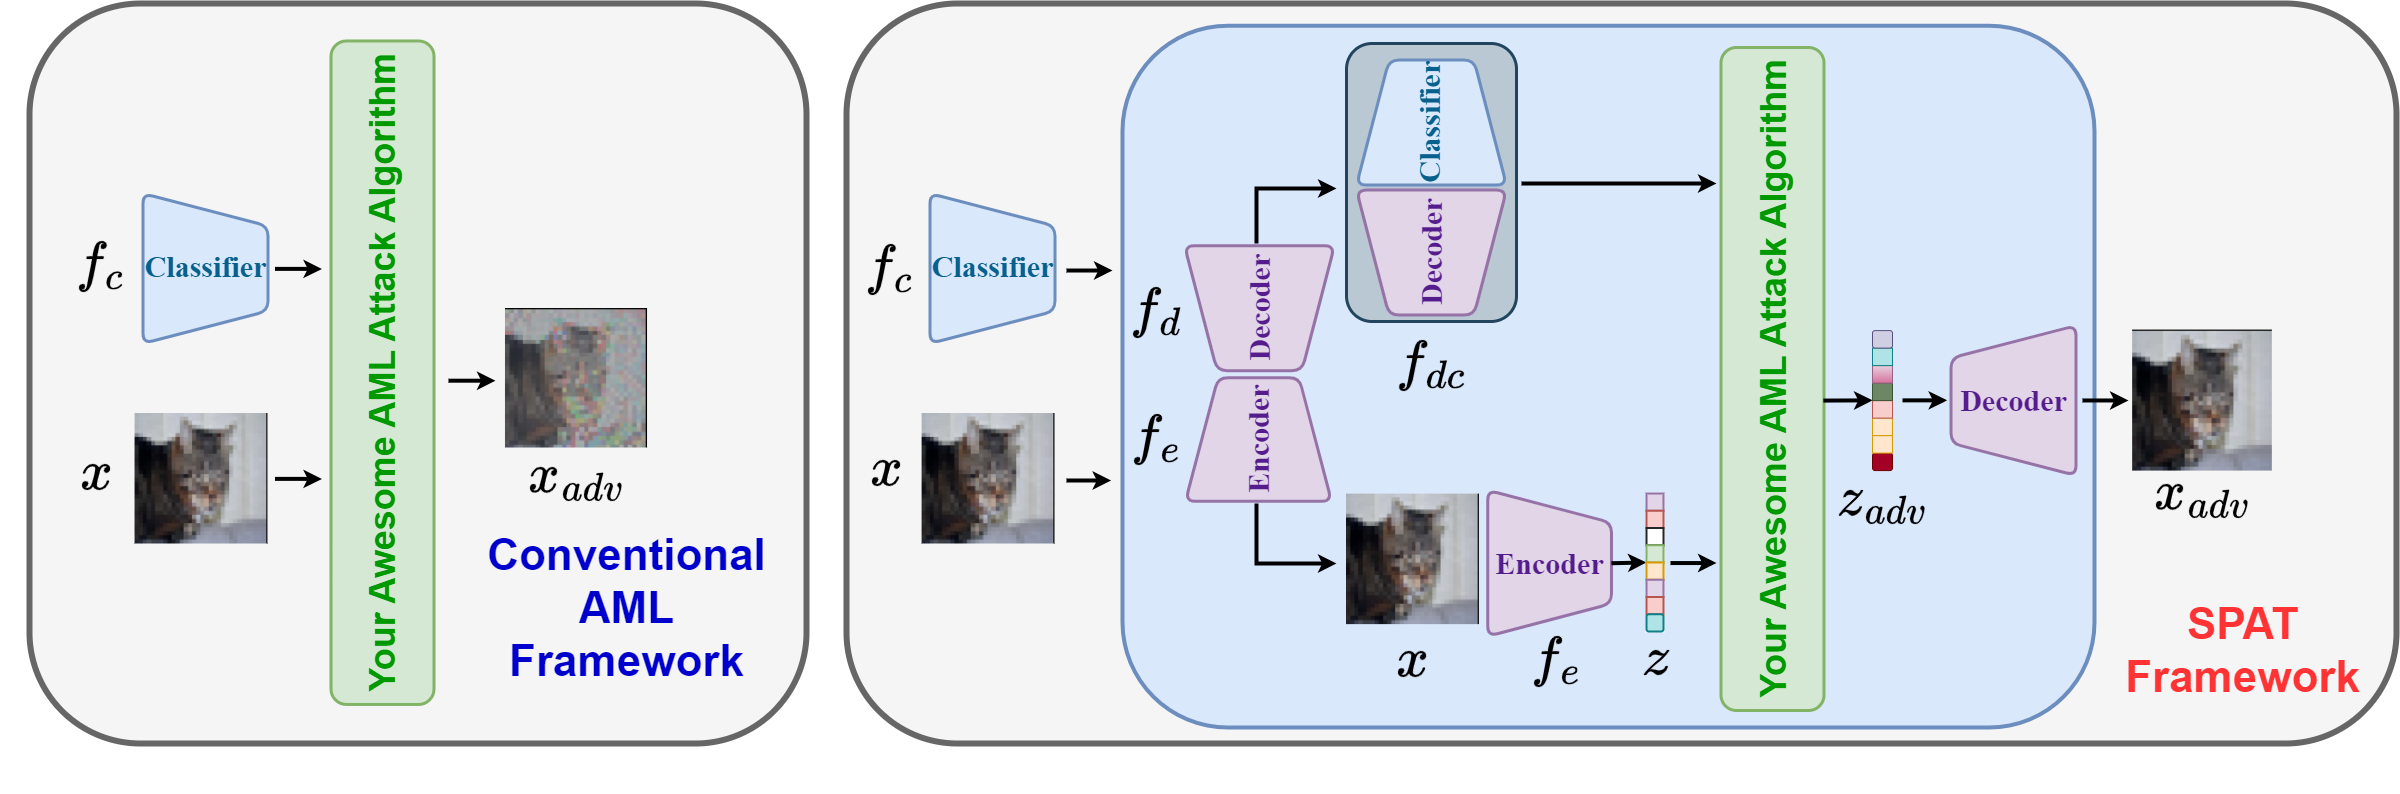 f_c
Classifier
x
Your Awesome AML Attack Algorithm
x_{adv}
Conventional
AML
Framework
f_c
Classifier
x
f_d
Decoder
f_e
Encoder
Classifier
Decoder
f_{dc}
x
Encoder
f_e
z
Your Awesome AML Attack Algorithm
z_{adv}
Decoder
x_{adv}
SPAT
Framework